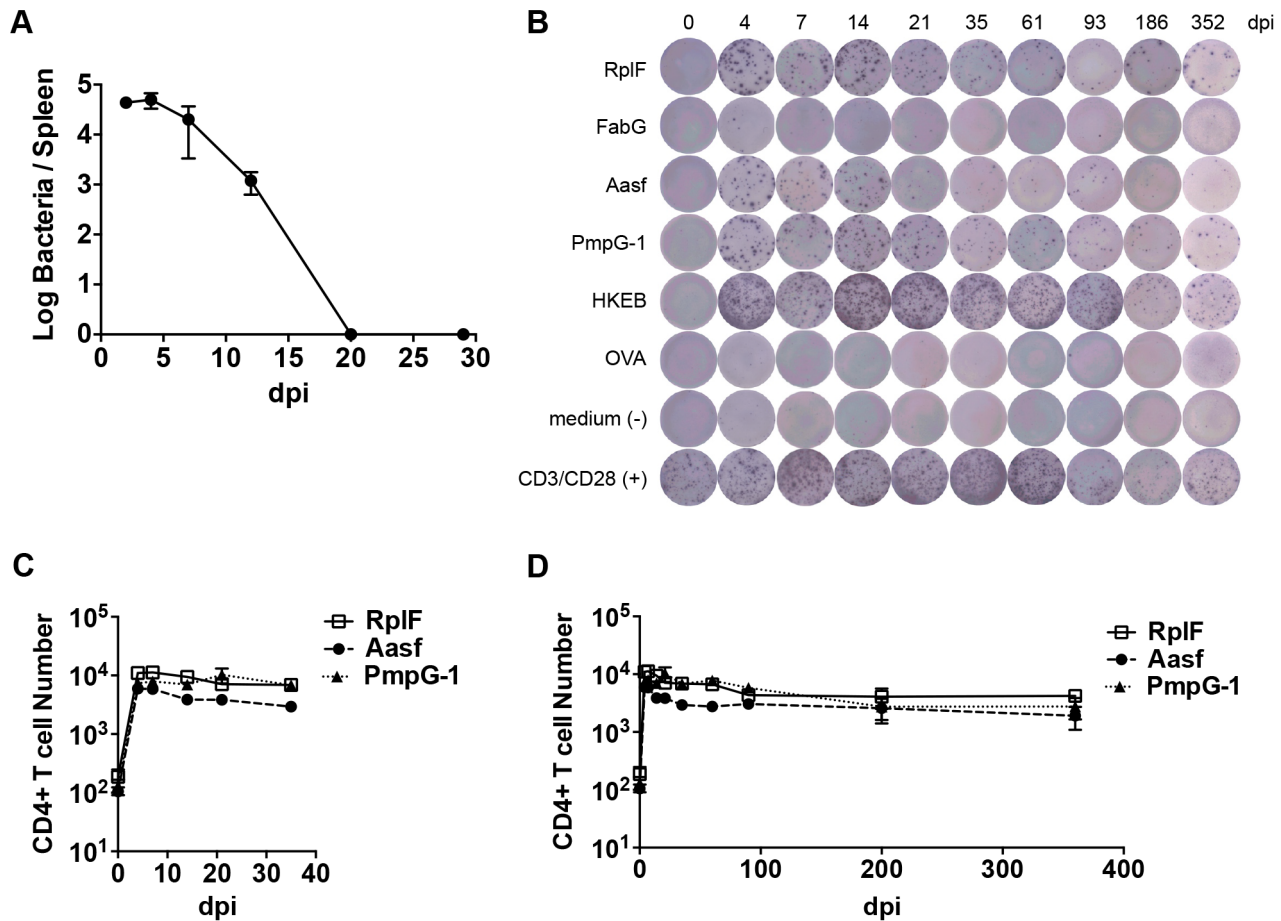 A
Log Bacteria / Spleen
5
4
3
2
1
0
0 5 10 15 20 25 30
dpi
B
0 4 7 14 21 35 61 93 186 352 dpi
RplF
FabG
Aasf
PmpG-1
HKEB
OVA
medium (-)
CD3/CD28 (+)
C
CD4+ T cell Number
10^5
10^4
10^3
10^2
10^1
0 10 20 30 40
dpi
RplF
Aasf
PmpG-1
D
CD4+ T cell Number
10^5
10^4
10^3
10^2
10^1
0 100 200 300 400
dpi
RplF
Aasf
PmpG-1